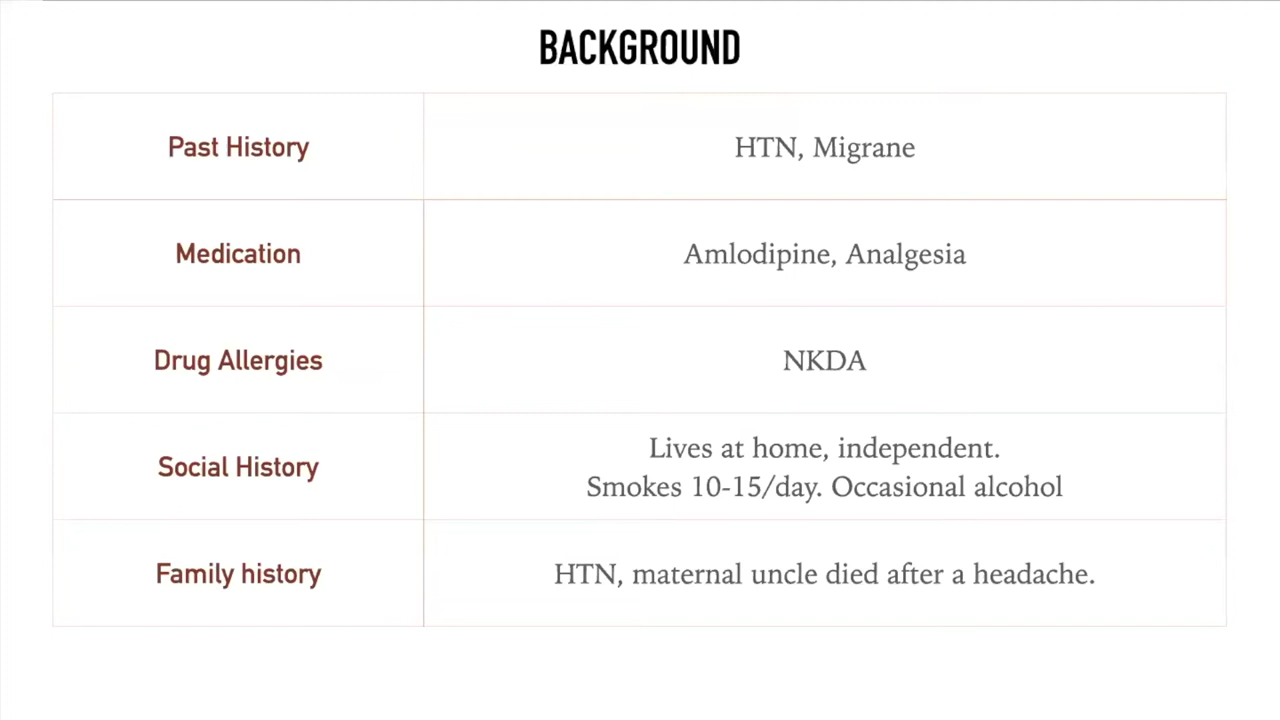 BACKGROUND
Past History
HTN, Migrane
Medication
Amlodipine, Analgesia
Drug Allergies
NKDA
Social History
Lives at home, independent.
Smokes 10-15/day. Occasional alcohol
Family history
HTN, maternal uncle died after a headache.